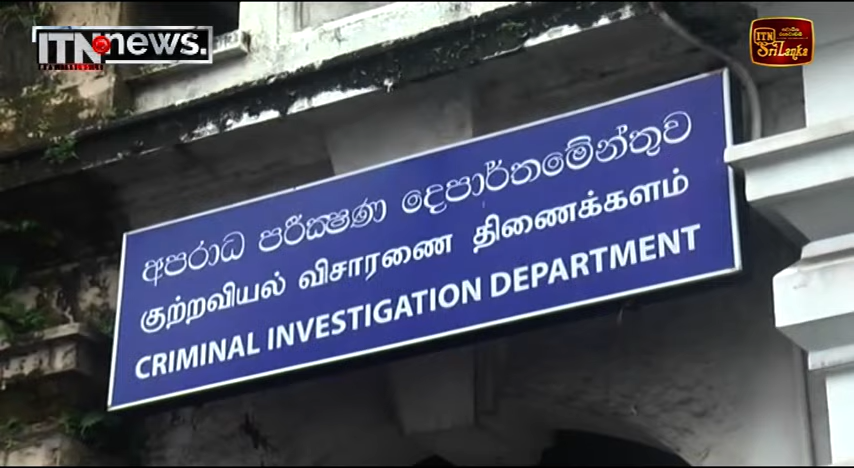 ITN news.
ITN
Sri Lanka
අපරාධ පරීක්ෂණ දෙපාර්තමේන්තුව
குற்றவியல் விசாரணை திணைக்களம்
CRIMINAL INVESTIGATION DEPARTMENT